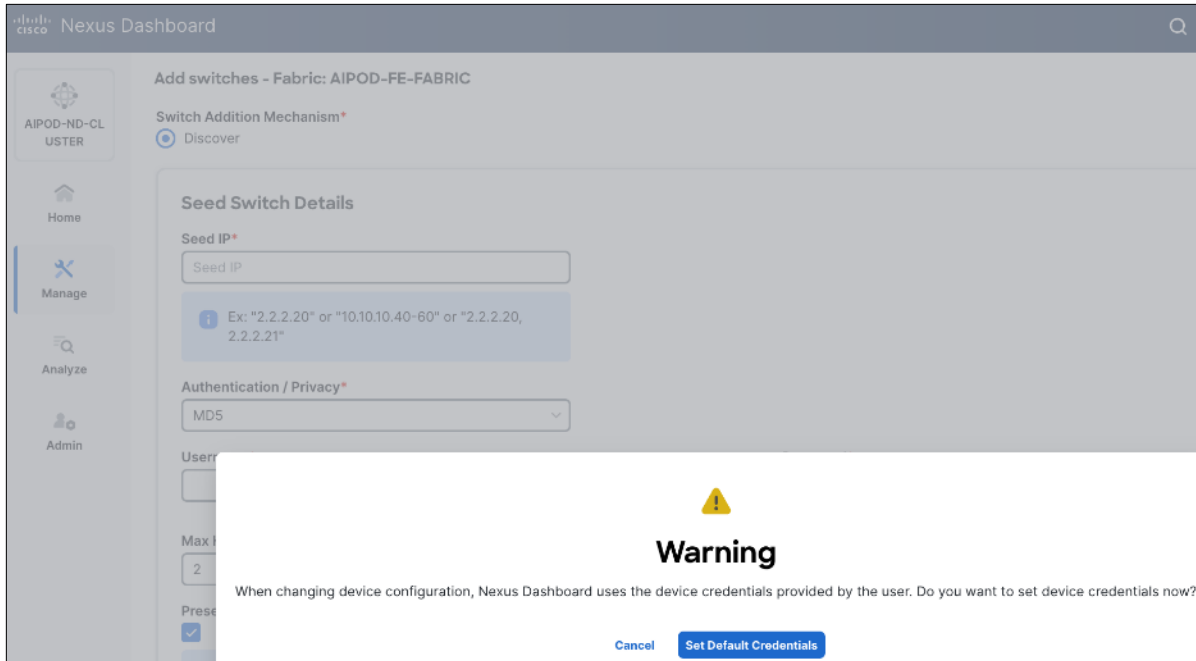 cisco Nexus Dashboard
Add switches - Fabric: AIPOD-FE-FABRIC
AIPOD-ND-CL
USTER
Switch Addition Mechanism*
Discover
Home
Manage
Analyze
Admin
Seed Switch Details
Seed IP*
Seed IP
Ex: "2.2.2.20" or "10.10.10.40-60" or "2.2.2.20,
2.2.2.21"
Authentication / Privacy*
MD5
2
Warning
When changing device configuration, Nexus Dashboard uses the device credentials provided by the user. Do you want to set device credentials now?
Cancel
Set Default Credentials